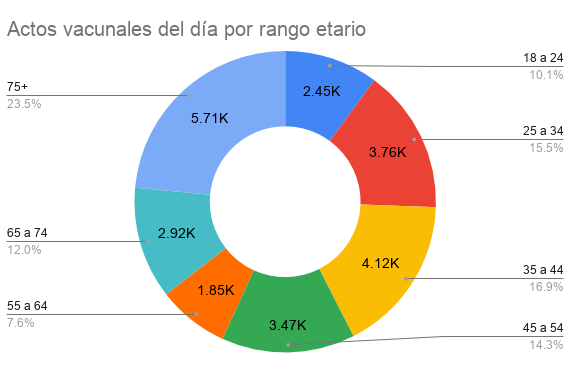 Actos vacunales del día por rango etario
18 a 24
10.1%
2.45K
25 a 34
15.5%
3.76K
35 a 44
16.9%
4.12K
45 a 54
14.3%
3.47K
55 a 64
7.6%
1.85K
65 a 74
12.0%
2.92K
75+
23.5%
5.71K